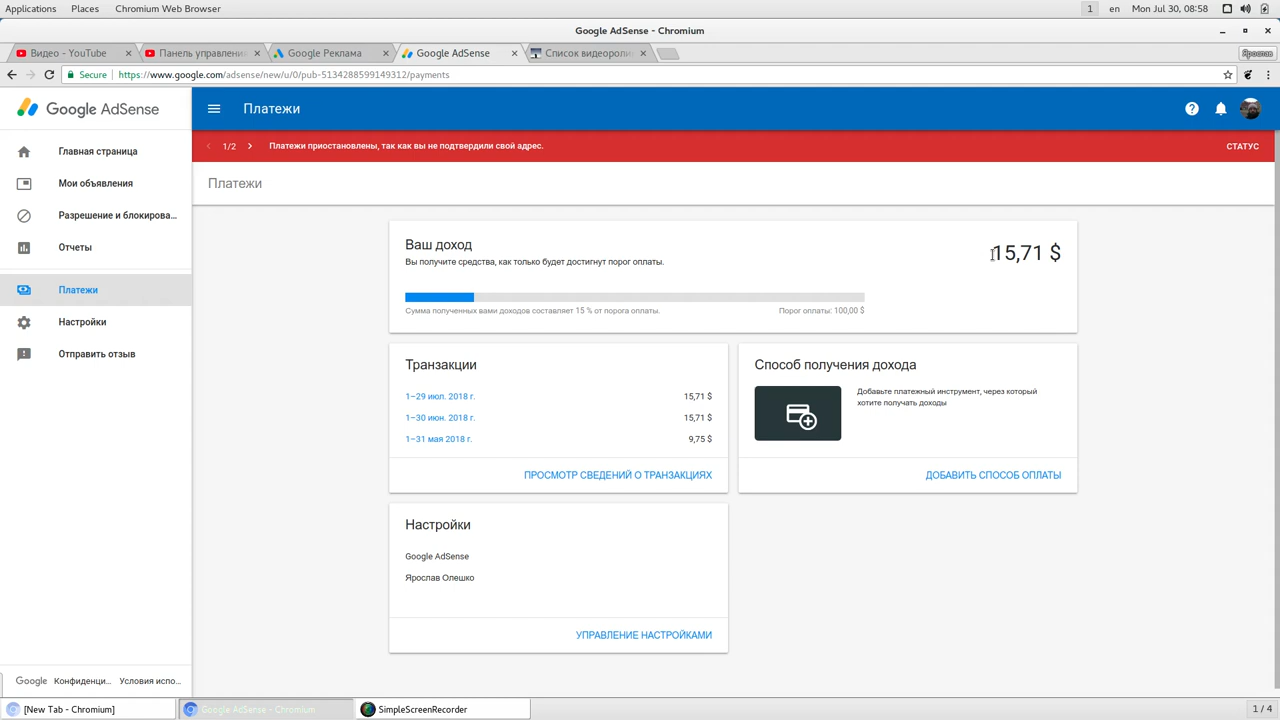 Applications Places Chromium Web Browser 1 en Mon Jul 30, 08:58
Google AdSense - Chromium
Видео - YouTube × Панель управлени × Google Реклама × Google AdSense × Список видеороли × Ярослав
Secure https://www.google.com/adsense/new/u/0/pub-5134288599149312/payments
Google AdSense Платежи
1/2 Платежи приостановлены, так как вы не подтвердили свой адрес. СТАТУС
Главная страница
Мои объявления
Разрешение и блокирова...
Отчеты
Платежи
Настройки
Отправить отзыв
Платежи
Ваш доход 15,71 $
Вы получите средства, как только будет достигнут порог оплаты.
Сумма полученных вами доходов составляет 15 % от порога оплаты. Порог оплаты: 100,00 $
Транзакции
1–29 июл. 2018 г. 15,71 $
1–30 июн. 2018 г. 15,71 $
1–31 мая 2018 г. 9,75 $
ПРОСМОТР СВЕДЕНИЙ О ТРАНЗАКЦИЯХ
Способ получения дохода
Добавьте платежный инструмент, через который
хотите получать доходы
ДОБАВИТЬ СПОСОБ ОПЛАТЫ
Настройки
Google AdSense
Ярослав Олешко
УПРАВЛЕНИЕ НАСТРОЙКАМИ
Google Конфиденци... Условия испо...
[New Tab - Chromium] Google AdSense - Chromium SimpleScreenRecorder 1 / 4